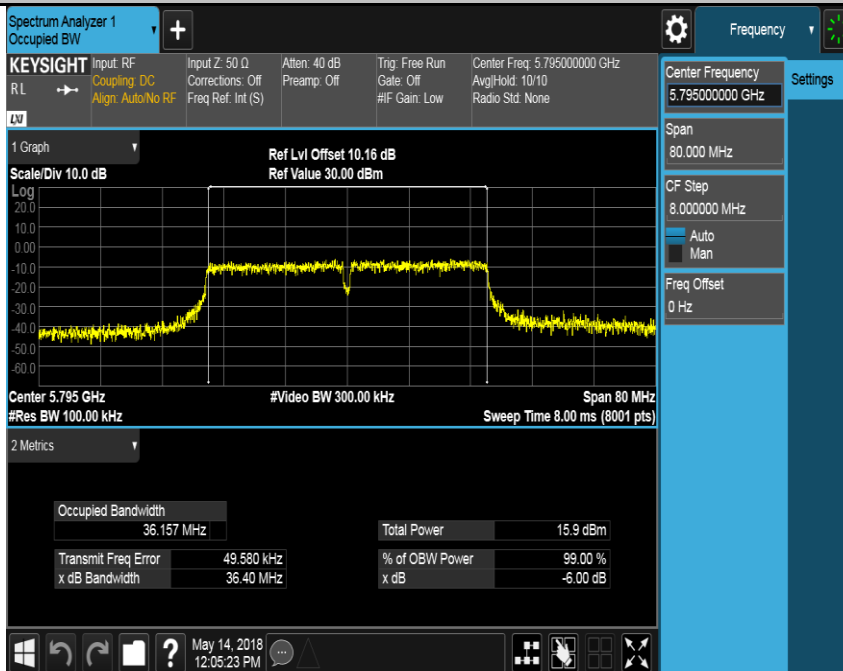 Spectrum Analyzer 1
Occupied BW
+
Frequency
KEYSIGHT
RL
LXI
Input: RF
Coupling: DC
Align: Auto/No RF
Input Z: 50 Ω
Corrections: Off
Freq Ref: Int (S)
Atten: 40 dB
Preamp: Off
Trig: Free Run
Gate: Off
#IF Gain: Low
Center Freq: 5.795000000 GHz
Avg|Hold: 10/10
Radio Std: None
Center Frequency
5.795000000 GHz
Settings
Span
80.000 MHz
CF Step
8.000000 MHz
Auto
Man
Freq Offset
0 Hz
1 Graph
Scale/Div 10.0 dB
Ref Lvl Offset 10.16 dB
Ref Value 30.00 dBm
Log
20.0
10.0
0.00
-10.0
-20.0
-30.0
-40.0
-50.0
-60.0
Center 5.795 GHz
#Video BW 300.00 kHz
Span 80 MHz
#Res BW 100.00 kHz
Sweep Time 8.00 ms (8001 pts)
2 Metrics
Occupied Bandwidth
36.157 MHz
Total Power 15.9 dBm
Transmit Freq Error 49.580 kHz
% of OBW Power 99.00 %
x dB Bandwidth 36.40 MHz
x dB -6.00 dB
?
May 14, 2018
12:05:23 PM